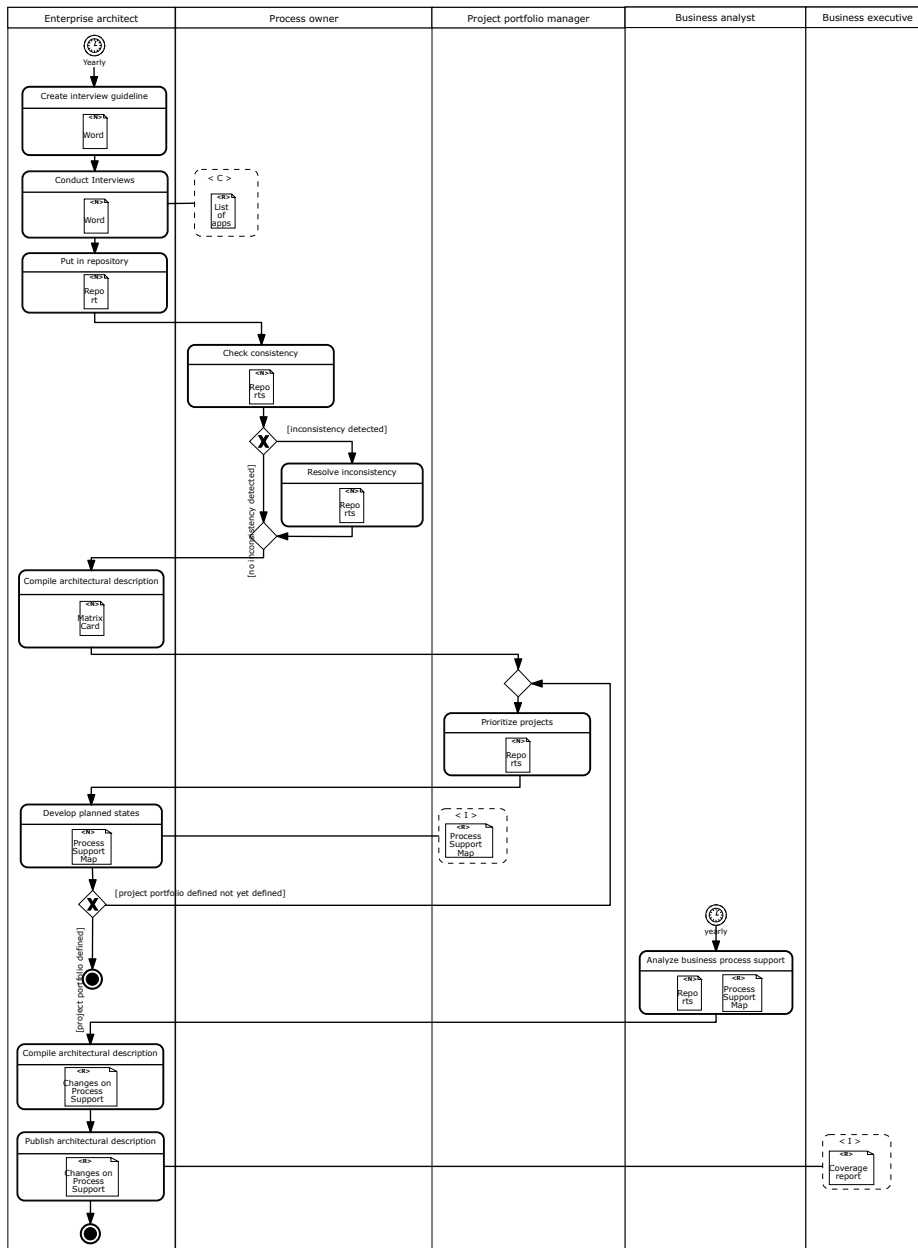 Enterprise architect
Process owner
Project portfolio manager
Business analyst
Business executive
Yearly
Create interview guideline
<N>
Word
Conduct Interviews
<N>
Word
< C >
<R>
List
of
apps
Put in repository
<N>
Repo
rt
Check consistency
<N>
Repo
rts
X
[inconsistency detected]
[no inconsistency detected]
Resolve inconsistency
<N>
Repo
rts
Compile architectural description
<N>
Matrix
Card
Prioritize projects
<N>
Repo
rts
Develop planned states
<N>
Process
Support
Map
< I >
<R>
Process
Support
Map
X
[project portfolio defined not yet defined]
[project portfolio defined]
yearly
Analyze business process support
<N>
Repo
rts
<R>
Process
Support
Map
Compile architectural description
<R>
Changes on
Process
Support
Publish architectural description
<R>
Changes on
Process
Support
< I >
<R>
Coverage
report